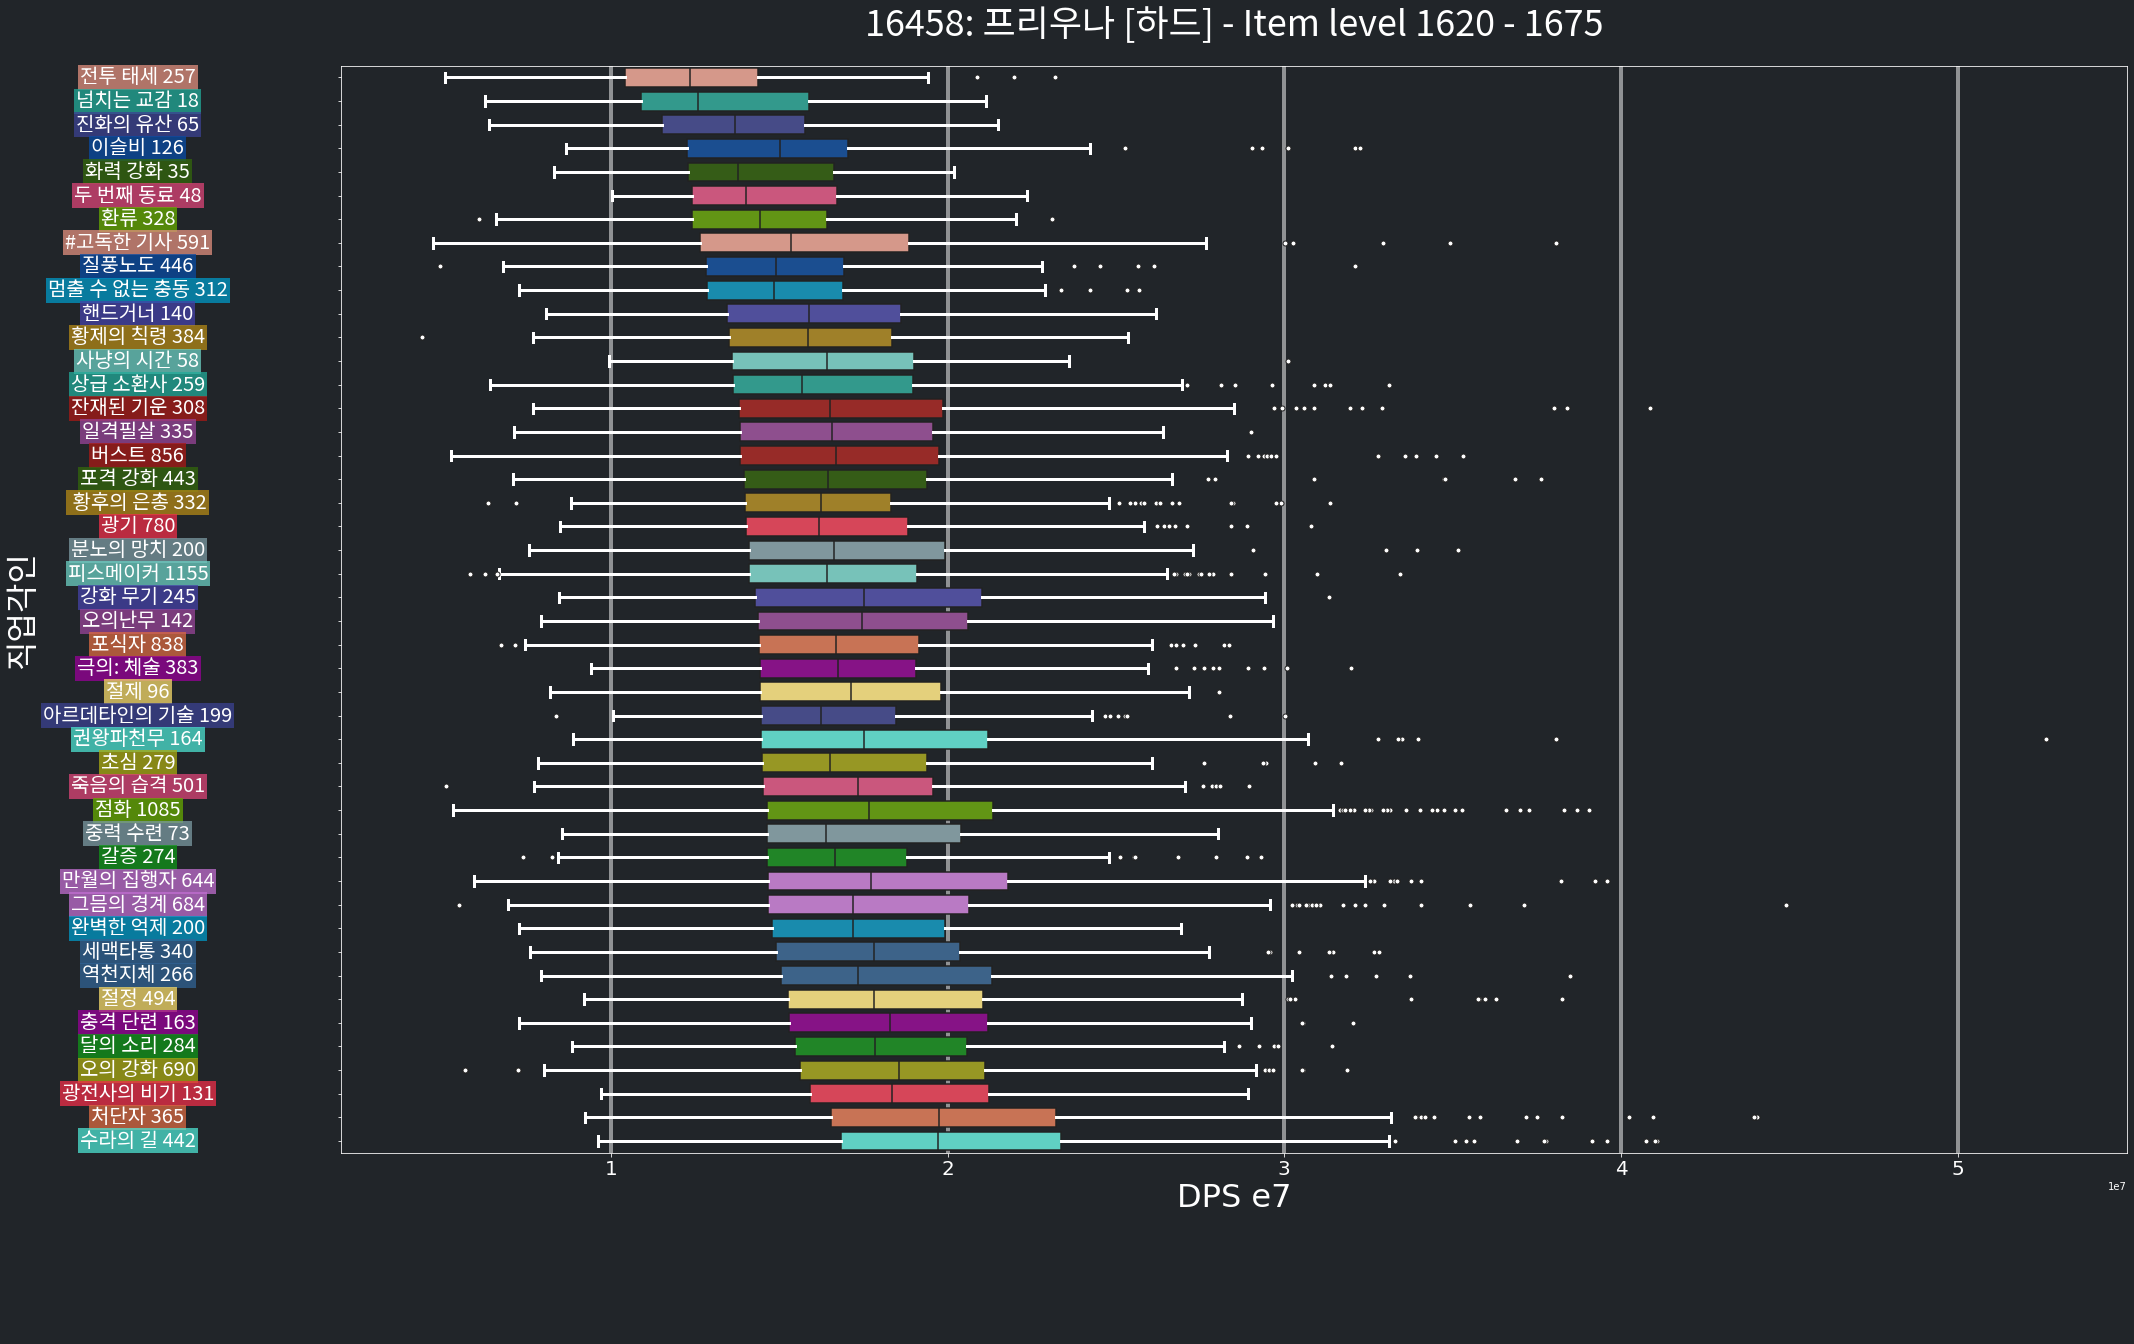 16458: 프리우나 [하드] - Item level 1620 - 1675
직업각인
전투 태세 257
넘치는 교감 18
진화의 유산 65
이슬비 126
화력 강화 35
두 번째 동료 48
환류 328
#고독한 기사 591
질풍노도 446
멈출 수 없는 충동 312
핸드거너 140
황제의 칙령 384
사냥의 시간 58
상급 소환사 259
잔재된 기운 308
일격필살 335
버스트 856
포격 강화 443
황후의 은총 332
광기 780
분노의 망치 200
피스메이커 1155
강화 무기 245
오의난무 142
포식자 838
극의: 체술 383
절제 96
아르데타인의 기술 199
권왕파천무 164
초심 279
죽음의 습격 501
점화 1085
중력 수련 73
갈증 274
만월의 집행자 644
그믐의 경계 684
완벽한 억제 200
세맥타통 340
역천지체 266
절정 494
충격 단련 163
달의 소리 284
오의 강화 690
광전사의 비기 131
처단자 365
수라의 길 442
1 2 3 4 5
DPS e7
1e7